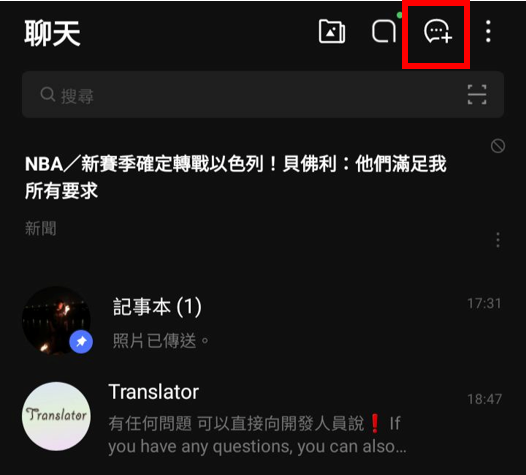 聊天
搜尋
NBA／新賽季確定轉戰以色列！貝佛利：他們滿足我
所有要求
新聞
記事本 (1)
17:31
照片已傳送。
Translator
18:47
Translator
有任何問題 可以直接向開發人員說❗ If
you have any questions, you can also...